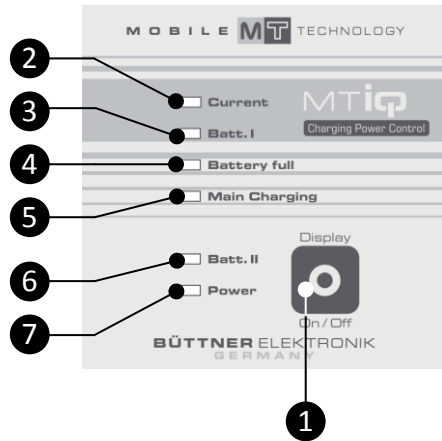 MOBILE MT TECHNOLOGY
2
Current
MTiQ
3
Batt. I
Charging Power Control
4
Battery full
5
Main Charging
Display
6
Batt. II
7
Power
On / Off
BÜTTNER ELEKTRONIK
GERMANY
1